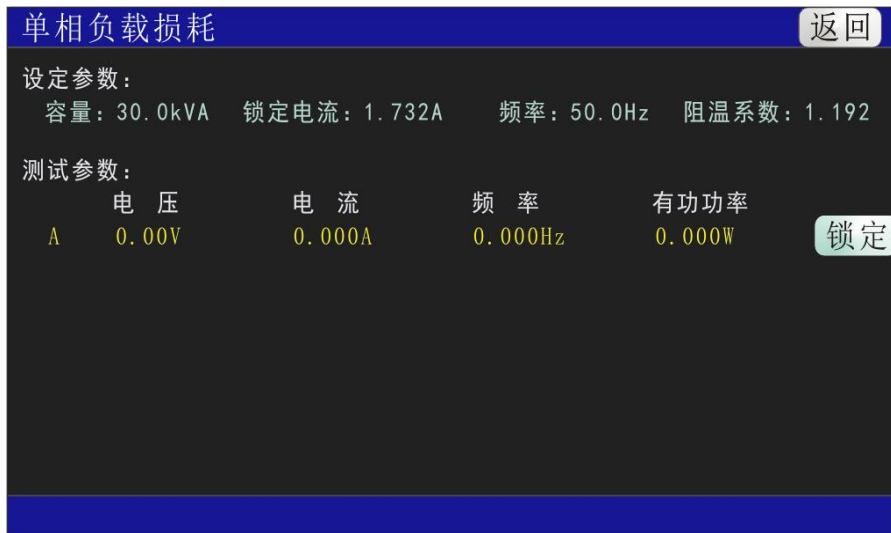 单相负载损耗 返回
设定参数:
容量: 30.0kVA 锁定电流: 1.732A 频率: 50.0Hz 阻温系数: 1.192
测试参数:
电 压 电 流 频 率 有功功率
A 0.00V 0.000A 0.000Hz 0.000W 锁定